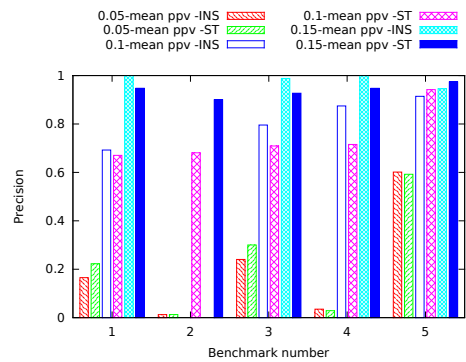 0.05-mean ppv -INS
0.05-mean ppv -ST
0.1-mean ppv -INS
0.1-mean ppv -ST
0.15-mean ppv -INS
0.15-mean ppv -ST
1
0.8
0.6
0.4
0.2
0
Precision
1 2 3 4 5
Benchmark number